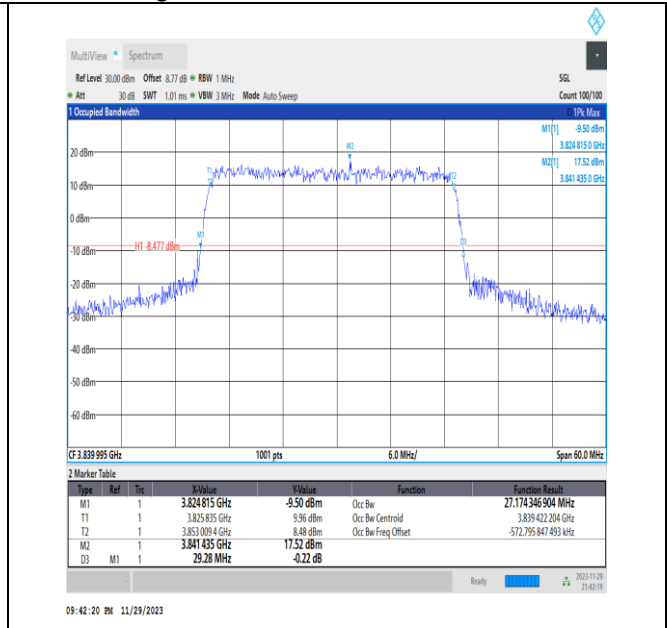 MultiView Spectrum
Ref Level 30.00 dBm Offset 8.77 dB RBW 1 MHz SGL
Att 30 dB SWT 1.01 ms VBW 3 MHz Mode Auto Sweep Count 100/100
1 Occupied Bandwidth 1Pk Max
M1[1] -9.50 dBm
3.824 815 0 GHz
M2[1] 17.52 dBm
3.841 435 0 GHz
M2
20 dBm
T1
T2
10 dBm
0 dBm
M1
D3
H1 -8.477 dBm
-10 dBm
-20 dBm
-30 dBm
-40 dBm
-50 dBm
-60 dBm
CF 3.839 995 GHz 1001 pts 6.0 MHz/ Span 60.0 MHz
2 Marker Table
Type Ref Trc X-Value Y-Value Function Function Result
M1 1 3.824 815 GHz -9.50 dBm Occ Bw 27.174 346 904 MHz
T1 1 3.825 835 GHz 9.96 dBm Occ Bw Centroid 3.839 422 204 GHz
T2 1 3.853 009 4 GHz 8.48 dBm Occ Bw Freq Offset -572.795 847 493 kHz
M2 1 3.841 435 GHz 17.52 dBm
D3 M1 1 29.28 MHz -0.22 dB
Ready 2023-11-29
21:42:19
09:42:20 PM 11/29/2023